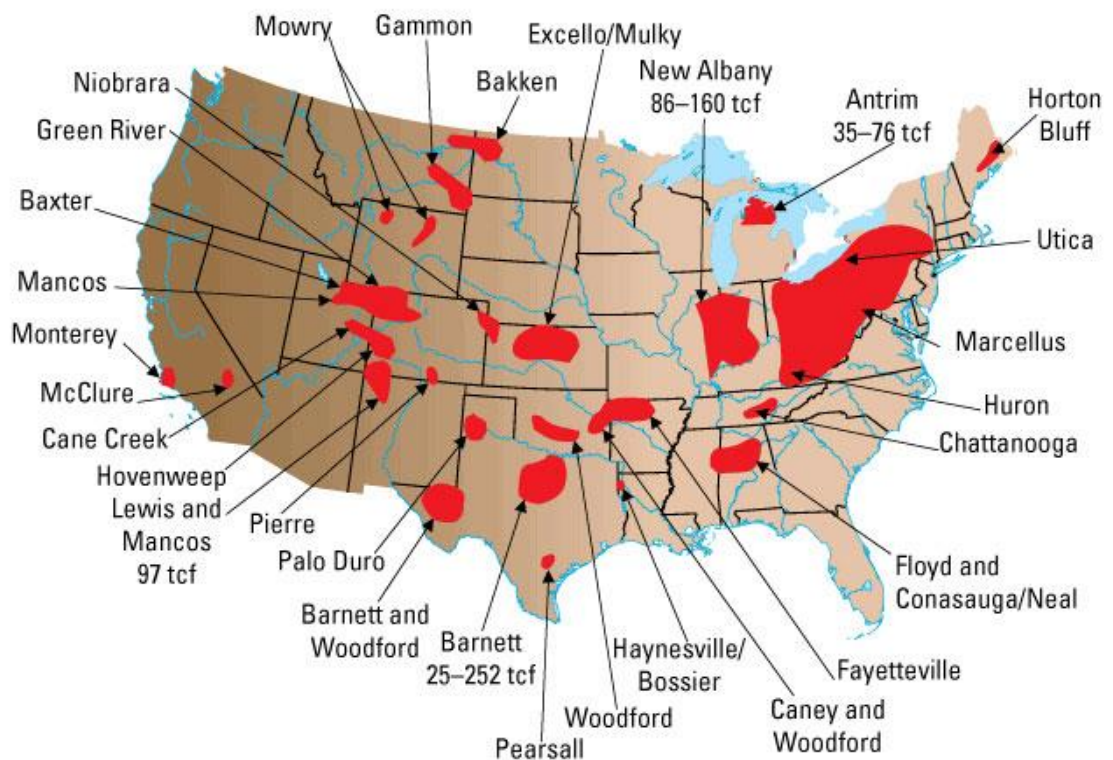 Mowry
Gammon
Excello/Mulky
Niobrara
Bakken
New Albany
86–160 tcf
Antrim
35–76 tcf
Horton
Bluff
Green River
Baxter
Utica
Mancos
Monterey
Marcellus
McClure
Huron
Cane Creek
Chattanooga
Hovenweep
Lewis and
Mancos
97 tcf
Pierre
Palo Duro
Floyd and
Conasauga/Neal
Barnett and
Woodford
Barnett
25–252 tcf
Haynesville/
Bossier
Fayetteville
Woodford
Caney and
Woodford
Pearsall